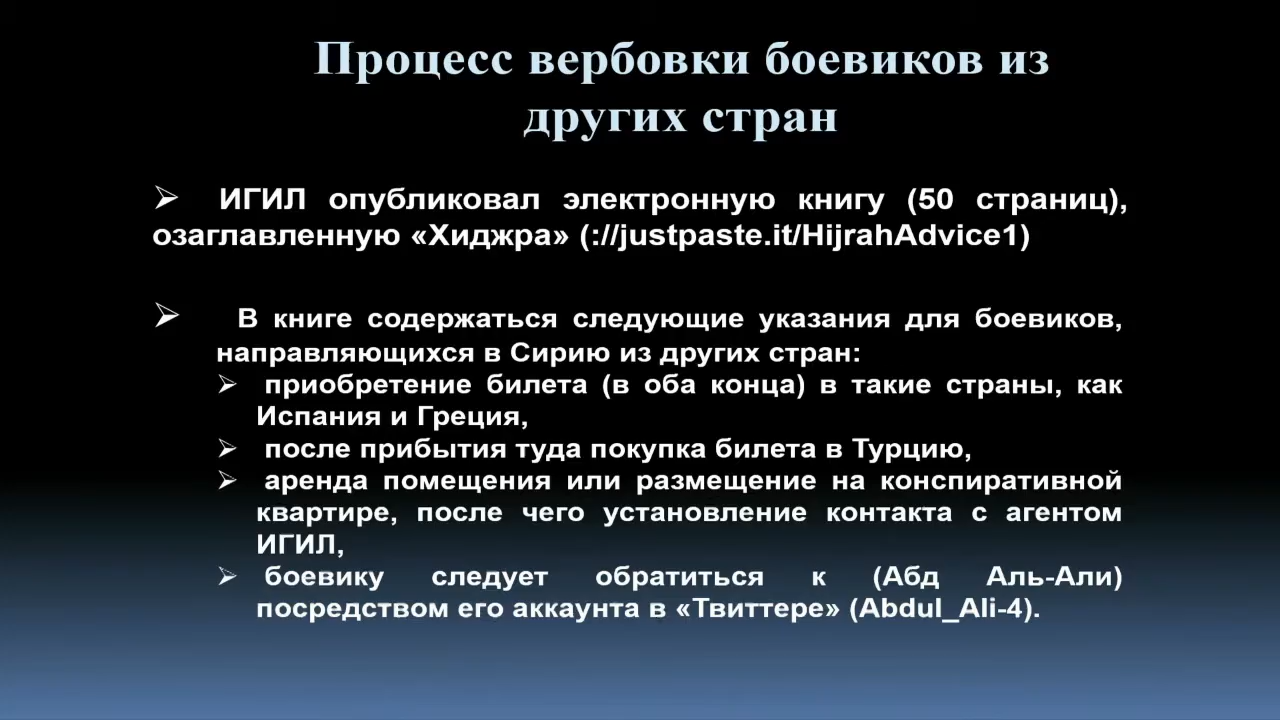 Процесс вербовки боевиков из
других стран
➢ ИГИЛ опубликовал электронную книгу (50 страниц),
озаглавленную «Хиджра» (://justpaste.it/HijrahAdvice1)
➢ В книге содержаться следующие указания для боевиков,
направляющихся в Сирию из других стран:
➢ приобретение билета (в оба конца) в такие страны, как
Испания и Греция,
➢ после прибытия туда покупка билета в Турцию,
➢ аренда помещения или размещение на конспиративной
квартире, после чего установление контакта с агентом
ИГИЛ,
➢ боевику следует обратиться к (Абд Аль-Али)
посредством его аккаунта в «Твиттере» (Abdul_Ali-4).